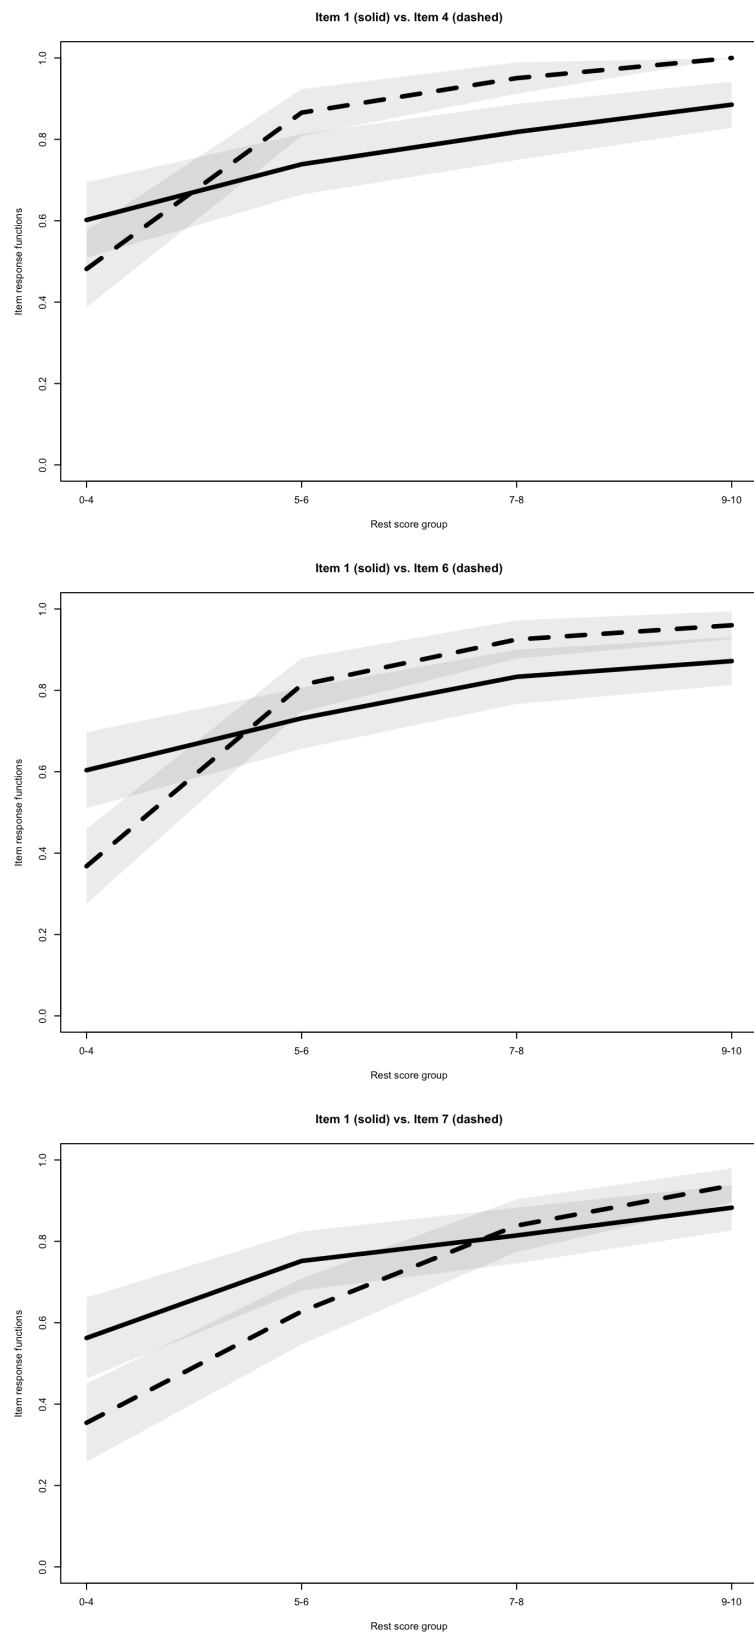 Item 1 (solid) vs. Item 4 (dashed)
Item response functions
1.0
0.8
0.6
0.4
0.2
0.0
0-4 5-6 7-8 9-10
Rest score group
Item 1 (solid) vs. Item 6 (dashed)
Item response functions
1.0
0.8
0.6
0.4
0.2
0.0
0-4 5-6 7-8 9-10
Rest score group
Item 1 (solid) vs. Item 7 (dashed)
Item response functions
1.0
0.8
0.6
0.4
0.2
0.0
0-4 5-6 7-8 9-10
Rest score group